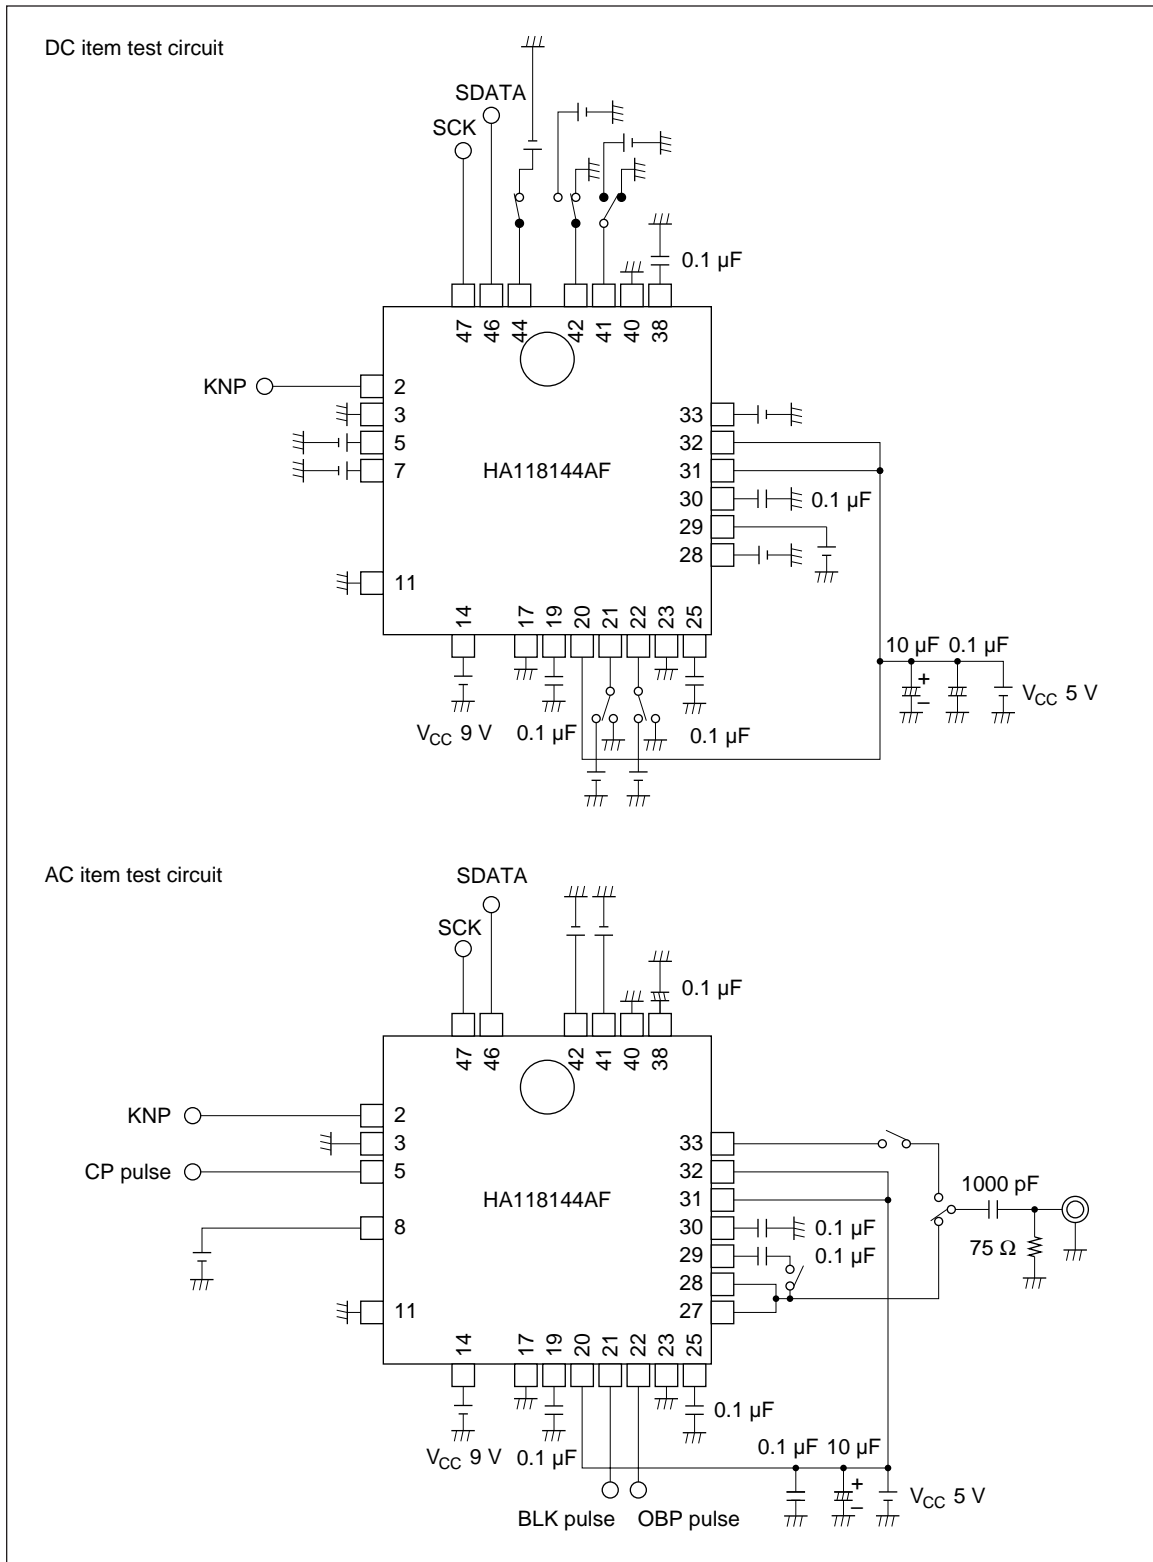 DC item test circuit
SDATA
SCK
0.1 µF
47 46 44 42 41 40 38
KNP
2
3
5
7
11
HA118144AF
33
32
31
30
0.1 µF
29
28
14 17 19 20 21 22 23 25
VCC 9 V
0.1 µF
0.1 µF
10 µF
0.1 µF
+
–
VCC 5 V
AC item test circuit
SDATA
SCK
0.1 µF
47 46 42 41 40 38
KNP
2
3
CP pulse
5
8
11
HA118144AF
33
32
31
30
0.1 µF
29
0.1 µF
28
27
1000 pF
75 Ω
14 17 19 20 21 22 23 25
0.1 µF
VCC 9 V
0.1 µF
0.1 µF
10 µF
+
–
VCC 5 V
BLK pulse
OBP pulse